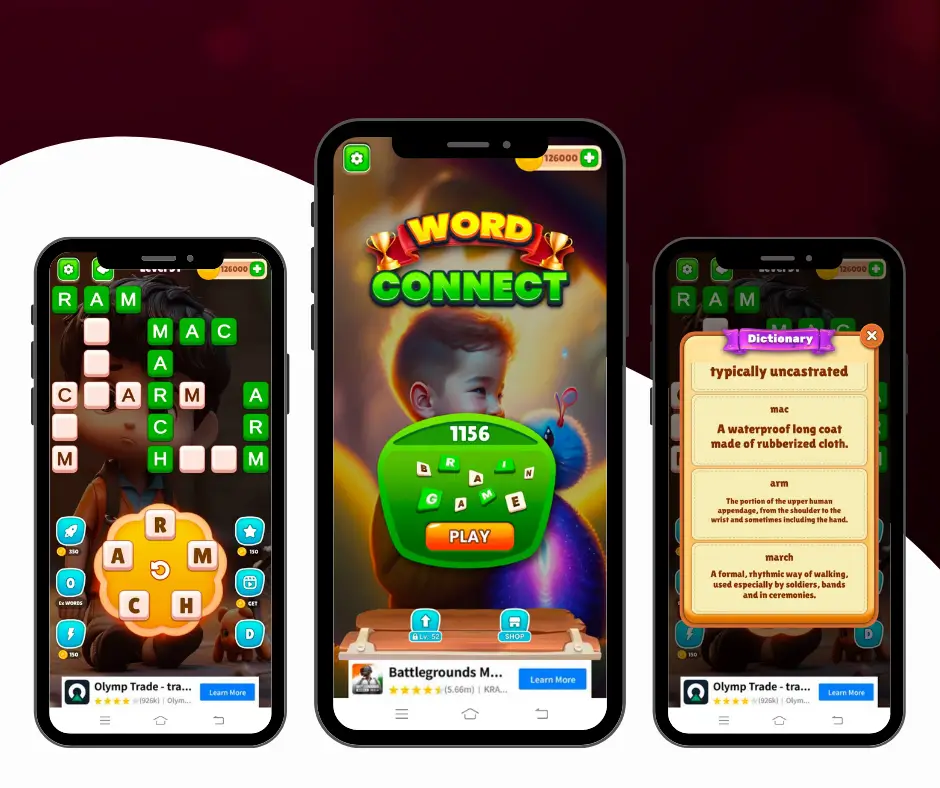 126000
R A M
M A C
A
C A R M A
C R
M H M
R
A M
C H
350
150
O
Ex WORDS
GET
150
D
Olymp Trade - tra...
(926k) | Olym...
Learn More
126000
WORD
CONNECT
1156
B R A I N
G A M E
PLAY
Lv. 52
SHOP
Battlegrounds M...
(5.66m) | KRA...
Learn More
126000
R A M
Dictionary
typically uncastrated
mac
A waterproof long coat
made of rubberized cloth.
arm
The portion of the upper human
appendage, from the shoulder to the
wrist and sometimes including the hand.
march
A formal, rhythmic way of walking,
used especially by soldiers, bands
and in ceremonies.
D
150
Olymp Trade - tra...
(926k) | Olym...
Learn More